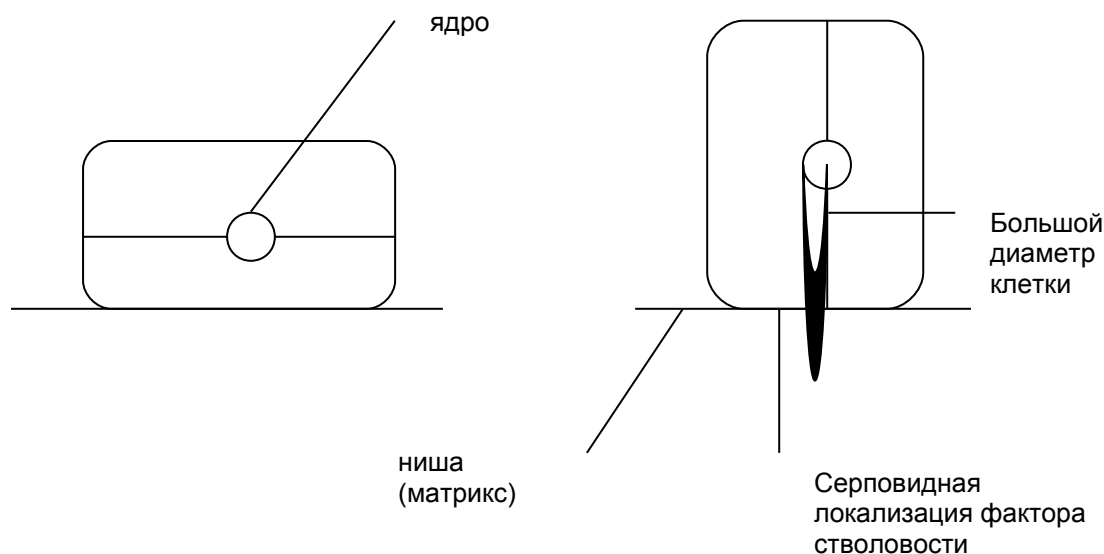 ядро
Большой
диаметр
клетки
ниша
(матрикс)
Серповидная
локализация фактора
стволовости